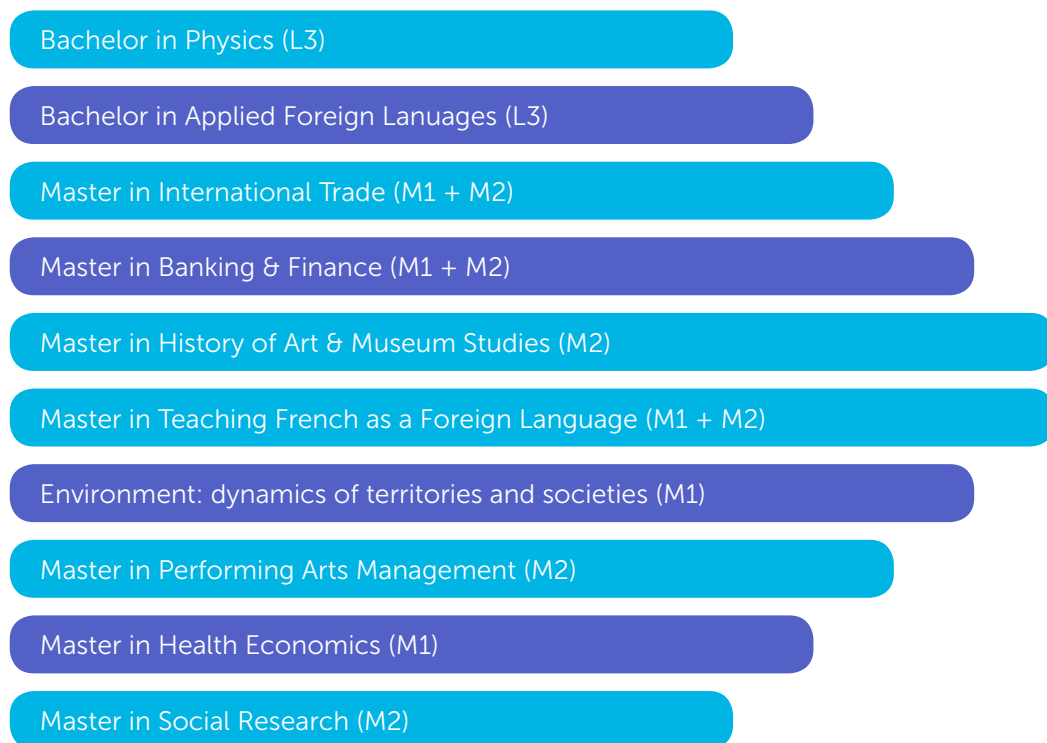 Bachelor in Physics (L3)
Bachelor in Applied Foreign Lanuages (L3)
Master in International Trade (M1 + M2)
Master in Banking & Finance (M1 + M2)
Master in History of Art & Museum Studies (M2)
Master in Teaching French as a Foreign Language (M1 + M2)
Environment: dynamics of territories and societies (M1)
Master in Performing Arts Management (M2)
Master in Health Economics (M1)
Master in Social Research (M2)